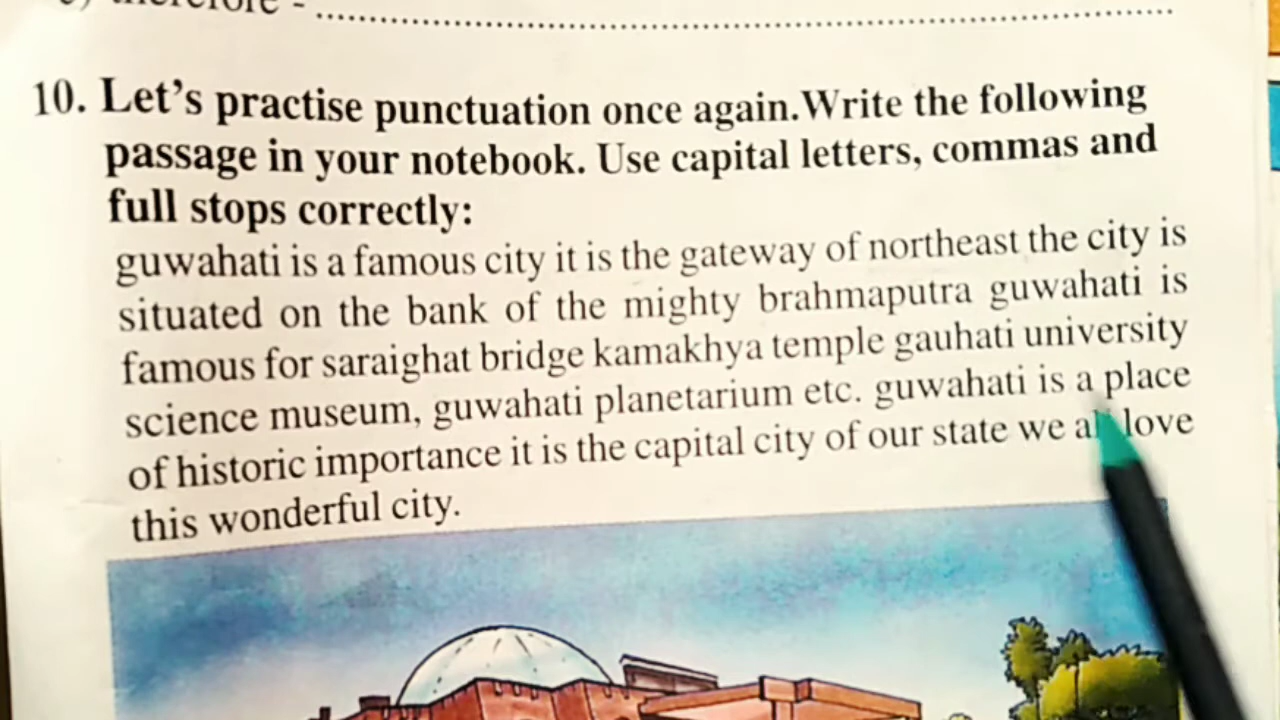 c) therefore - ....................
10. Let's practise punctuation once again.Write the following
passage in your notebook. Use capital letters, commas and
full stops correctly:
guwahati is a famous city it is the gateway of northeast the city is
situated on the bank of the mighty brahmaputra guwahati is
famous for saraighat bridge kamakhya temple gauhati university
science museum, guwahati planetarium etc. guwahati is a place
of historic importance it is the capital city of our state we all love
this wonderful city.